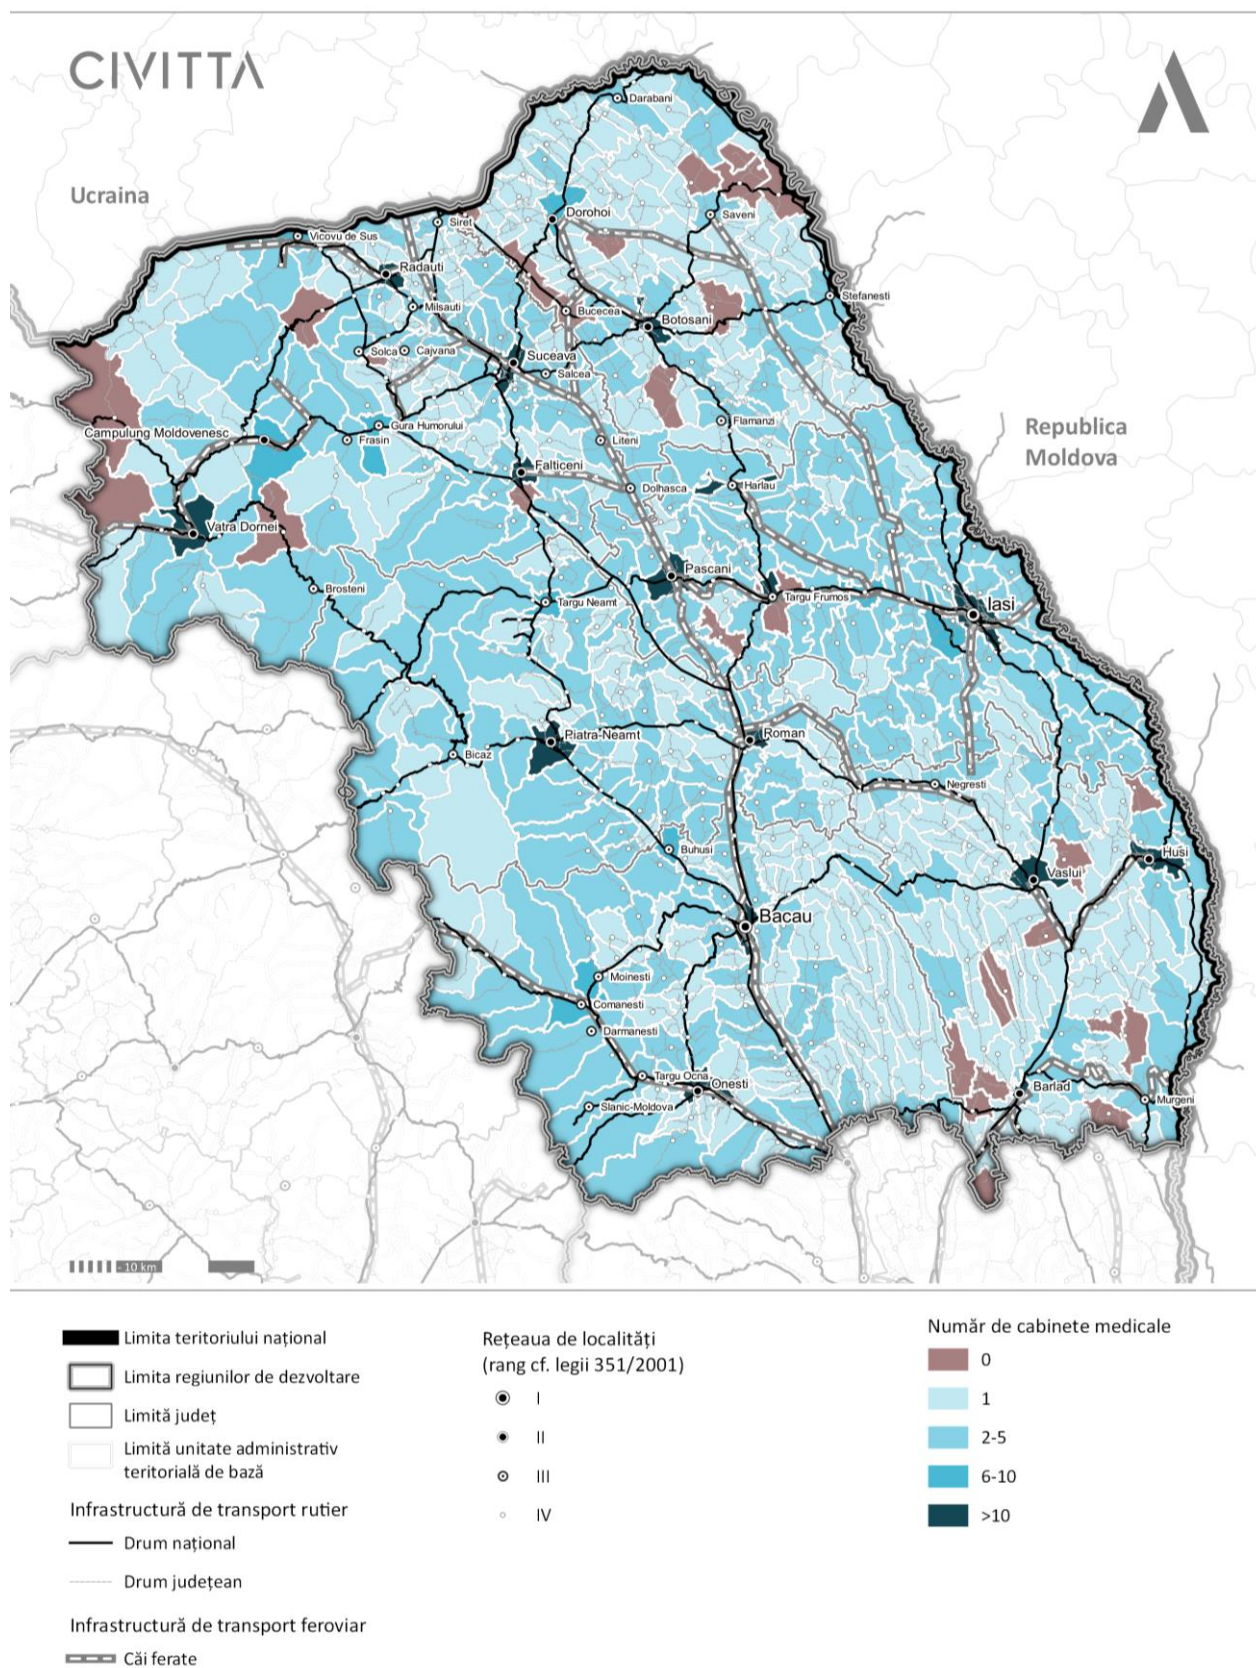 CIVITTA
Ucraina
Republica
Moldova
Darabani
Dorohoi
Saveni
Siret
Vicovu de Sus
Radauti
Milsauti
Bucecea
Botosani
Stefanesti
Solca
Cajvana
Suceava
Salcea
Campulung Moldovenesc
Gura Humorului
Frasin
Liteni
Flamanzi
Falticeni
Dolhasca
Harlau
Vatra Dornei
Brosteni
Pascani
Targu Neamt
Targu Frumos
Iasi
Piatra-Neamt
Roman
Bicaz
Negresti
Buhusi
Husi
Vaslui
Bacau
Moinesti
Comanesti
Darmanesti
Targu Ocna
Onesti
Slanic-Moldova
Barlad
Murgeni
10 km
Limita teritoriului național
Limita regiunilor de dezvoltare
Limită județ
Limită unitate administrativ
teritorială de bază
Infrastructură de transport rutier
Drum național
Drum județean
Infrastructură de transport feroviar
Căi ferate
Rețeaua de localități
(rang cf. legii 351/2001)
I
II
III
IV
Număr de cabinete medicale
0
1
2-5
6-10
>10